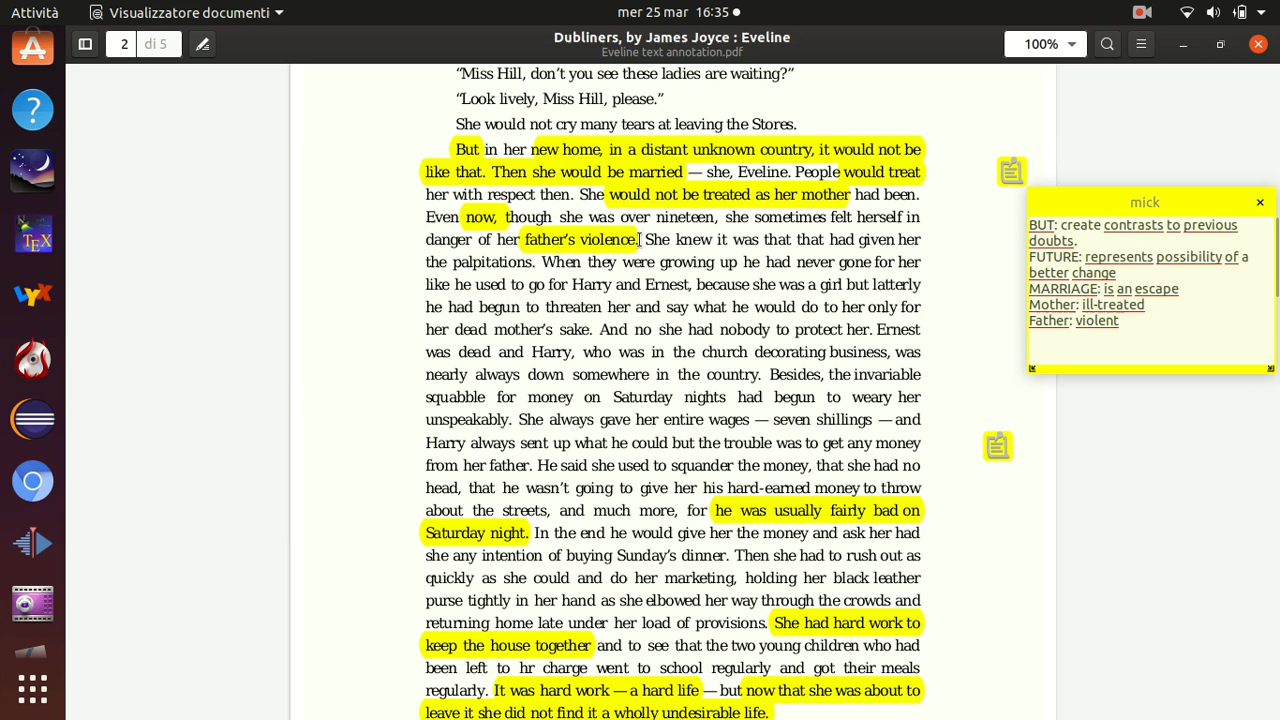 Attività
Visualizzatore documenti
mer 25 mar 16:35
2 di 5
Dubliners, by James Joyce : Eveline
Eveline text annotation.pdf
100%
“Miss Hill, don’t you see these ladies are waiting?”
“Look lively, Miss Hill, please.”
She would not cry many tears at leaving the Stores.
But in her new home, in a distant unknown country, it would not be
like that. Then she would be married — she, Eveline. People would treat
her with respect then. She would not be treated as her mother had been.
Even now, though she was over nineteen, she sometimes felt herself in
danger of her father’s violence. She knew it was that that had given her
the palpitations. When they were growing up he had never gone for her
like he used to go for Harry and Ernest, because she was a girl but latterly
he had begun to threaten her and say what he would do to her only for
her dead mother’s sake. And no she had nobody to protect her. Ernest
was dead and Harry, who was in the church decorating business, was
nearly always down somewhere in the country. Besides, the invariable
squabble for money on Saturday nights had begun to weary her
unspeakably. She always gave her entire wages — seven shillings — and
Harry always sent up what he could but the trouble was to get any money
from her father. He said she used to squander the money, that she had no
head, that he wasn’t going to give her his hard-earned money to throw
about the streets, and much more, for he was usually fairly bad on
Saturday night. In the end he would give her the money and ask her had
she any intention of buying Sunday’s dinner. Then she had to rush out as
quickly as she could and do her marketing, holding her black leather
purse tightly in her hand as she elbowed her way through the crowds and
returning home late under her load of provisions. She had hard work to
keep the house together and to see that the two young children who had
been left to hr charge went to school regularly and got their meals
regularly. It was hard work — a hard life — but now that she was about to
leave it she did not find it a wholly undesirable life.
mick
BUT: create contrasts to previous
doubts.
FUTURE: represents possibility of a
better change
MARRIAGE: is an escape
Mother: ill-treated
Father: violent
TEX
LYX